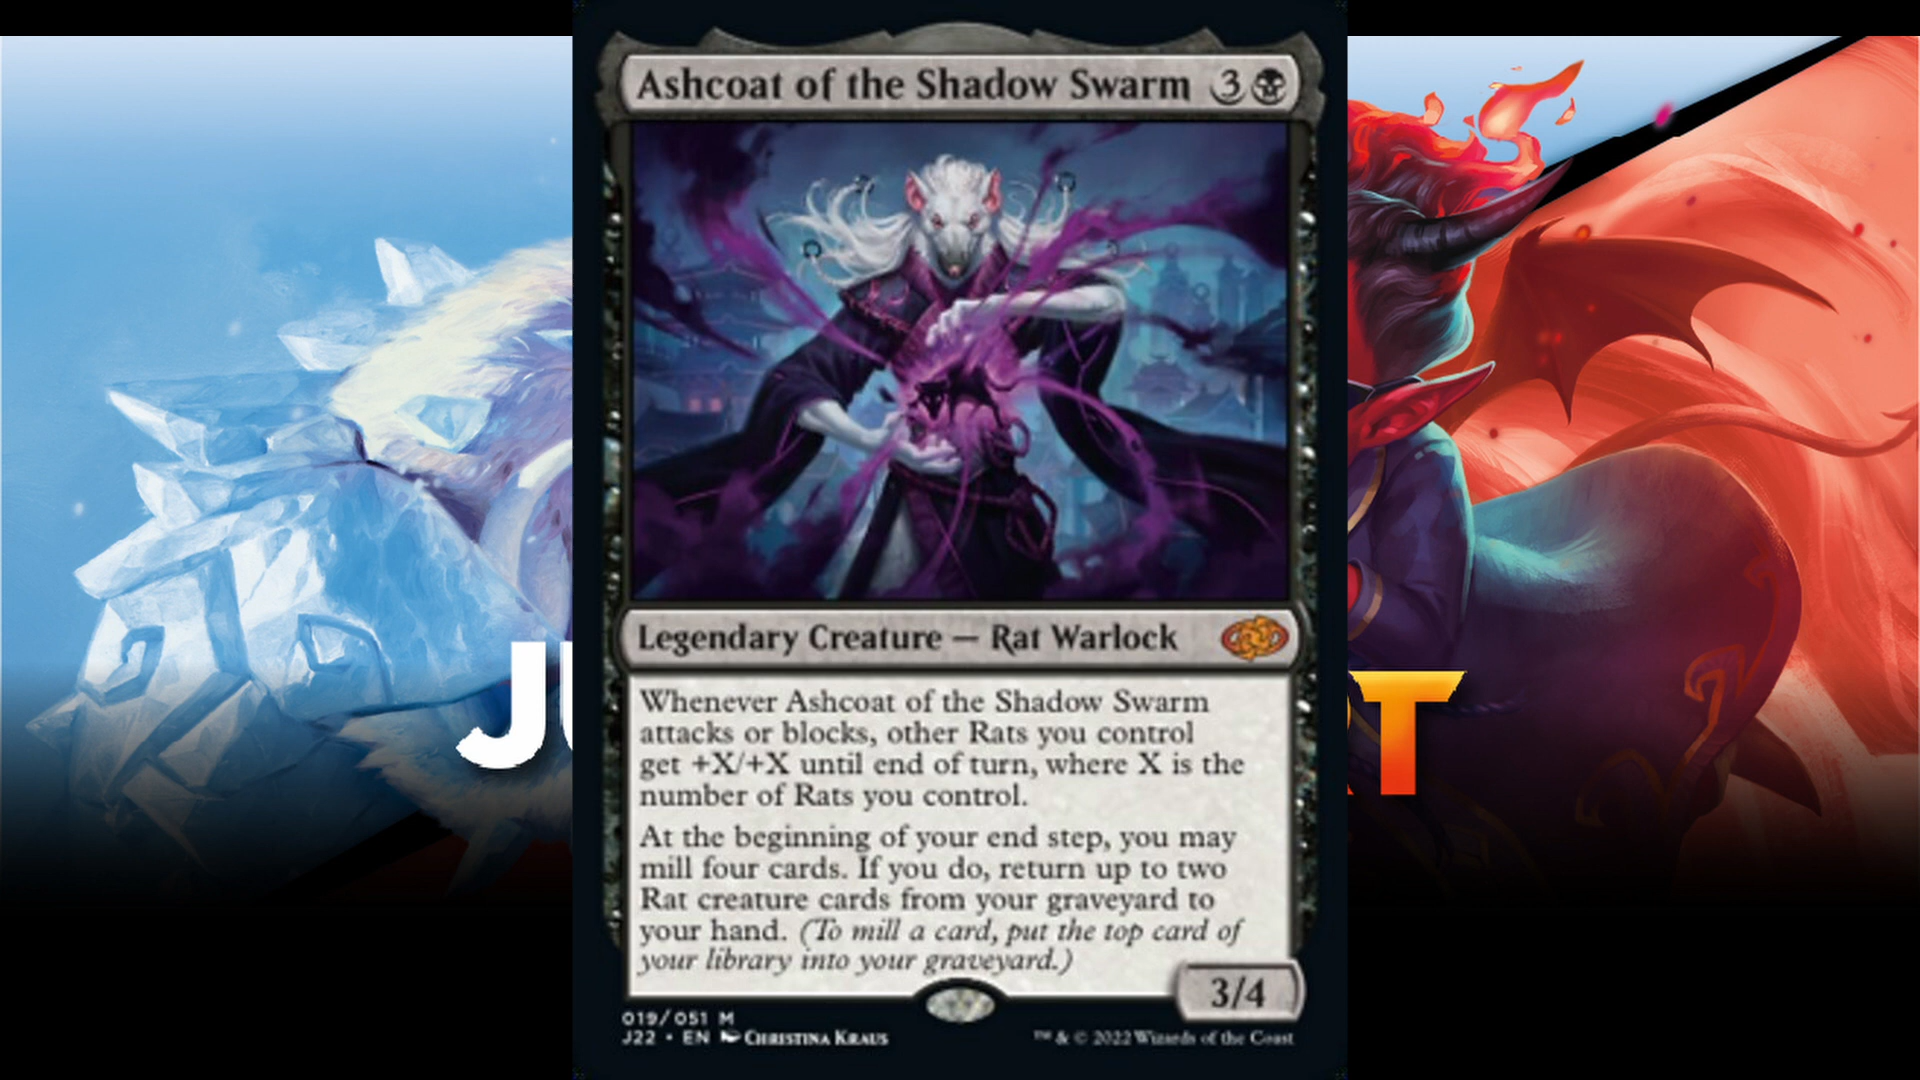 Ashcoat of the Shadow Swarm 3
Legendary Creature — Rat Warlock
Whenever Ashcoat of the Shadow Swarm
attacks or blocks, other Rats you control
get +X/+X until end of turn, where X is the
number of Rats you control.
At the beginning of your end step, you may
mill four cards. If you do, return up to two
Rat creature cards from your graveyard to
your hand. (To mill a card, put the top card of
your library into your graveyard.)
3/4
019/051 M
J22 • EN Christina Kraus
™ & © 2022 Wizards of the Coast